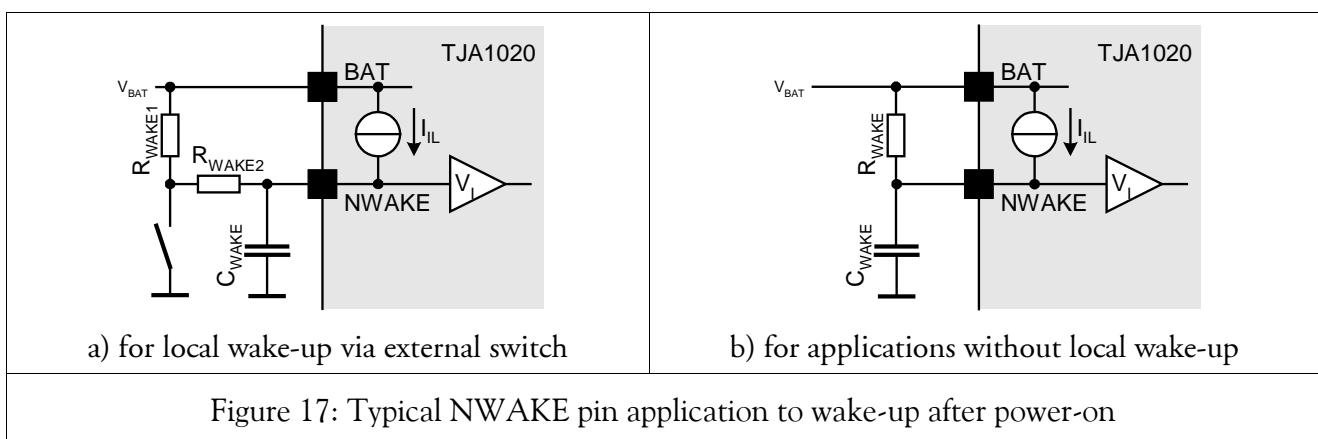 TJA1020
BAT
V_BAT
R_WAKE1
I_IL
R_WAKE2
V_I
NWAKE
C_WAKE
a) for local wake-up via external switch
TJA1020
BAT
V_BAT
R_WAKE
I_IL
V_I
NWAKE
C_WAKE
b) for applications without local wake-up
Figure 17: Typical NWAKE pin application to wake-up after power-on